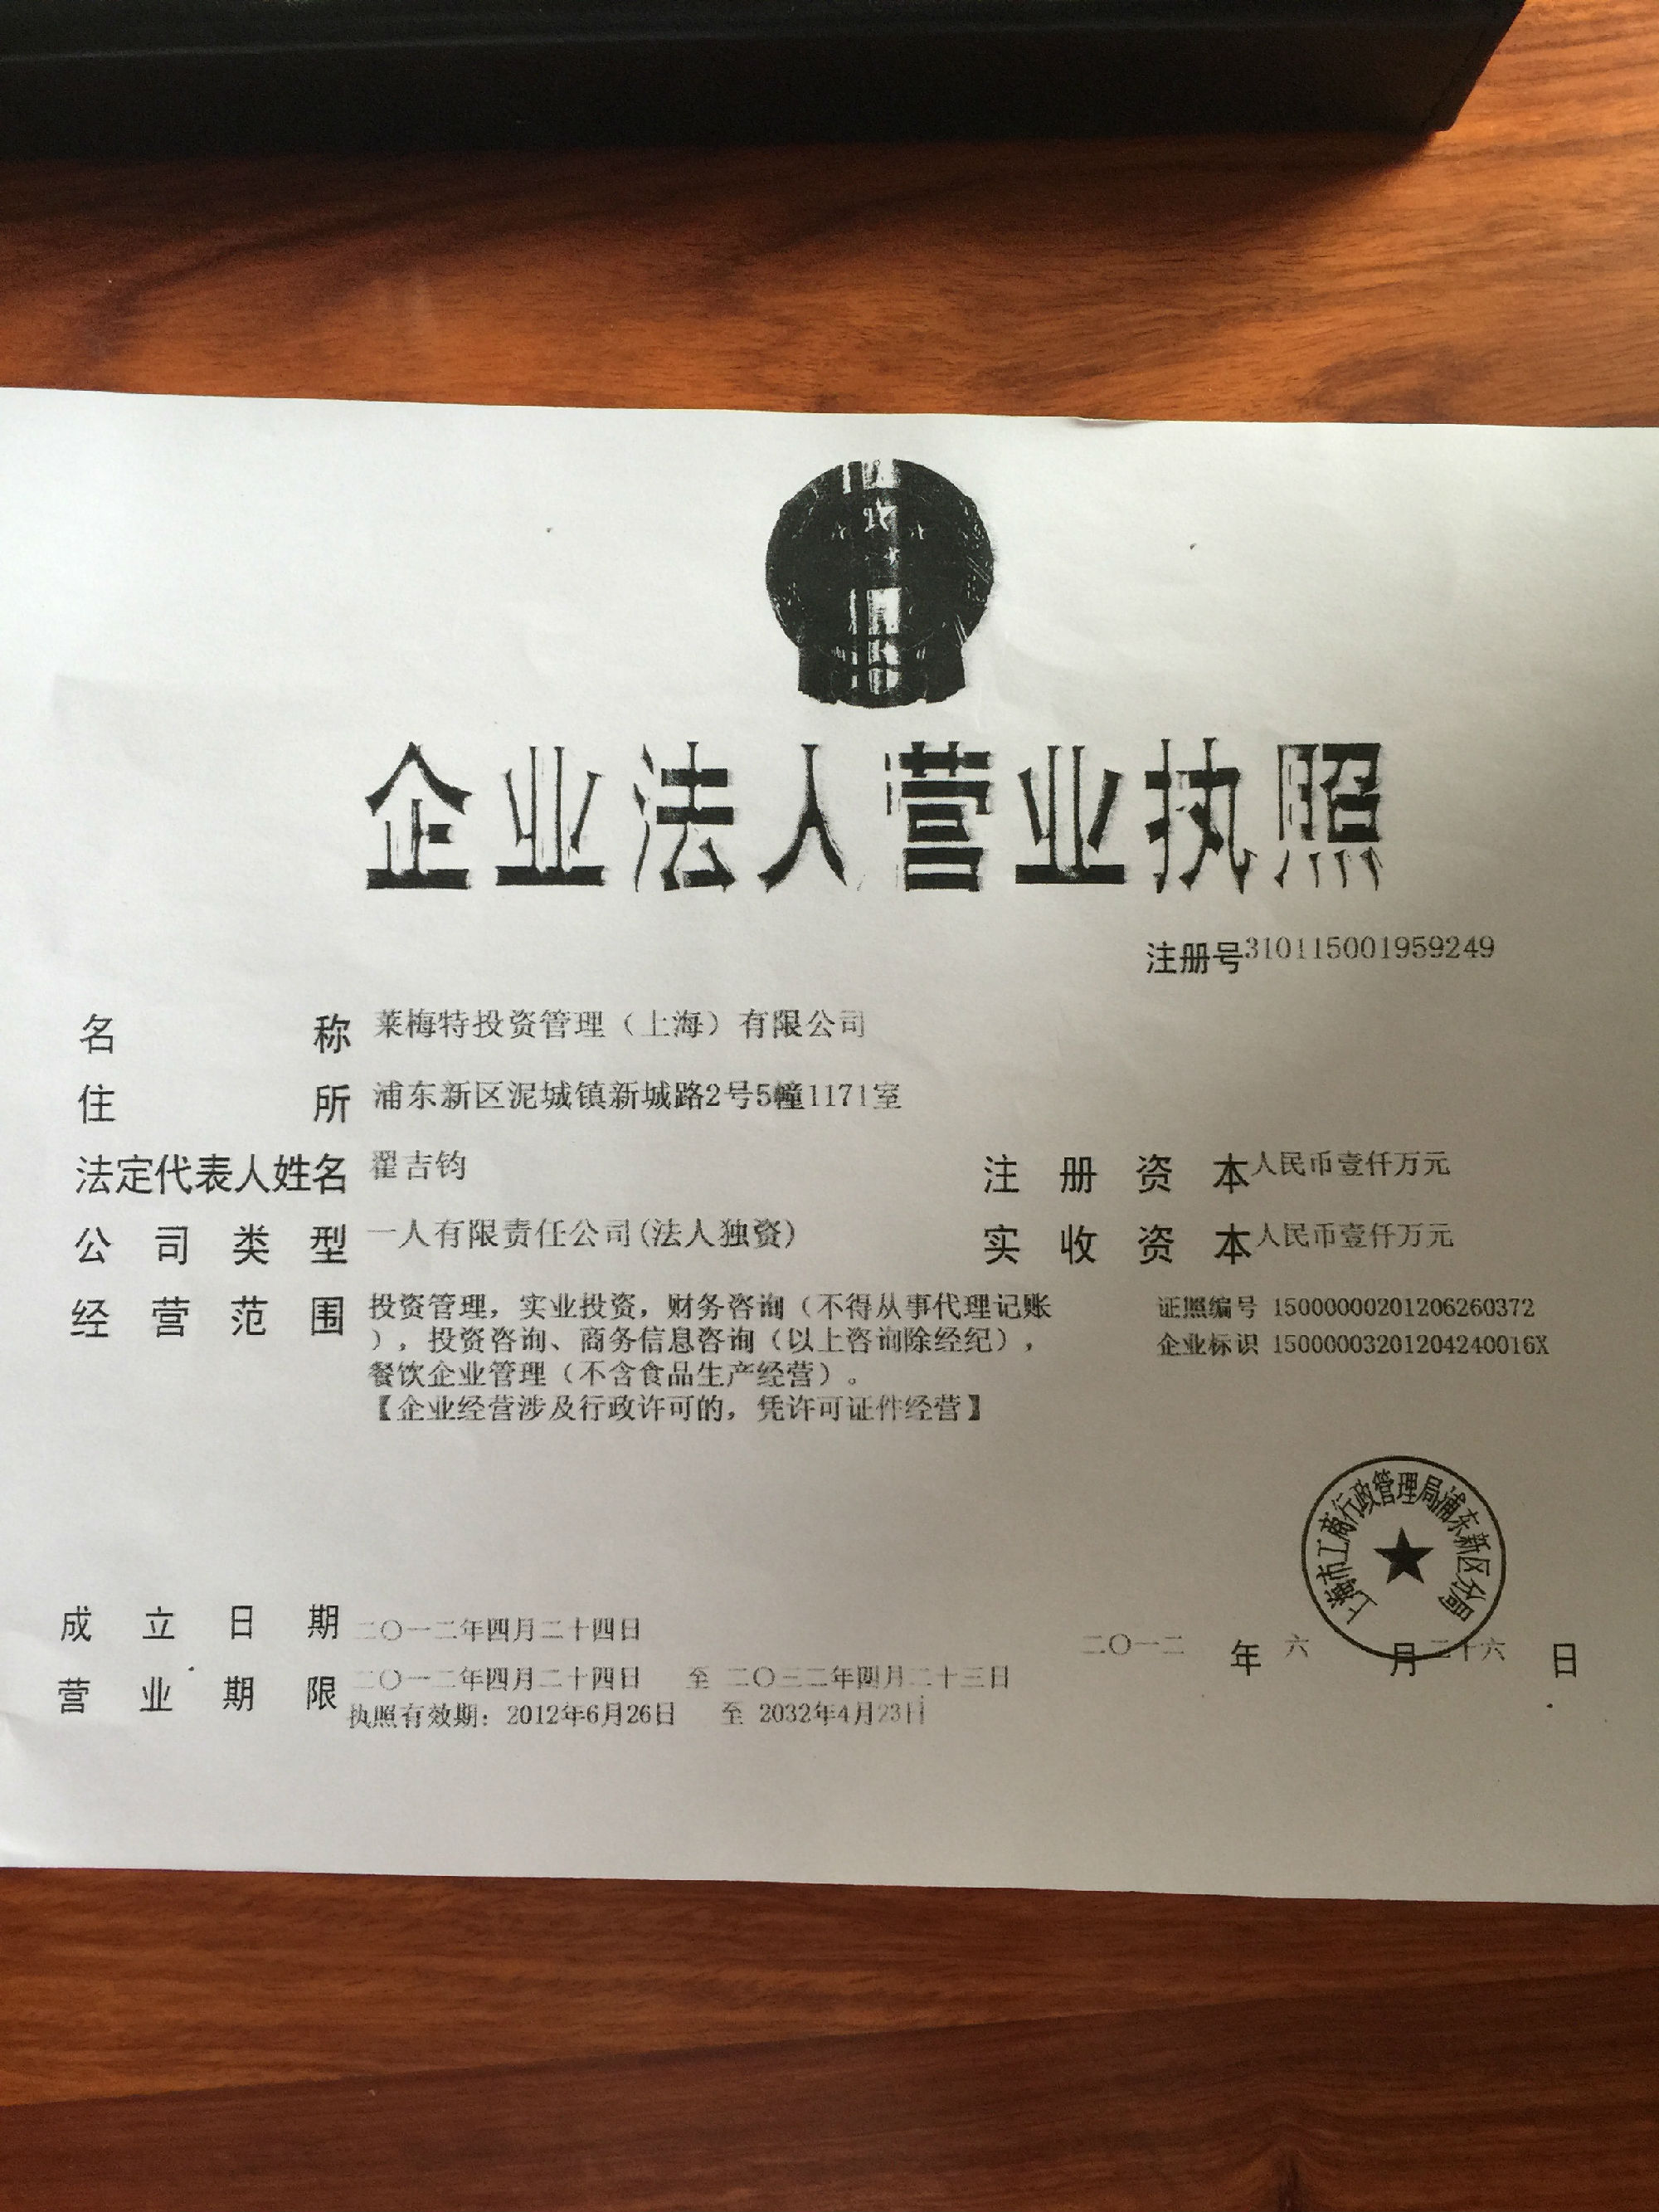 企业法人营业执照
注册号310115001959249
名称 莱梅特投资管理（上海）有限公司
住所 浦东新区泥城镇新城路2号5幢1171室
法定代表人姓名 翟吉钧 注册资本人民币壹仟万元
公司类型 一人有限责任公司(法人独资) 实收资本人民币壹仟万元
经营范围 投资管理，实业投资，财务咨询（不得从事代理记账 证照编号 15000000201206260372
），投资咨询、商务信息咨询（以上咨询除经纪）， 企业标识 15000003201204240016X
餐饮企业管理（不含食品生产经营）。
【企业经营涉及行政许可的，凭许可证件经营】
上海市工商行政管理局浦东新区分局
成立日期 二〇一二年四月二十四日
二〇一二年六月二十六日
营业期限 二〇一二年四月二十四日 至 二〇三二年四月二十三日
执照有效期：2012年6月26日 至 2032年4月23日